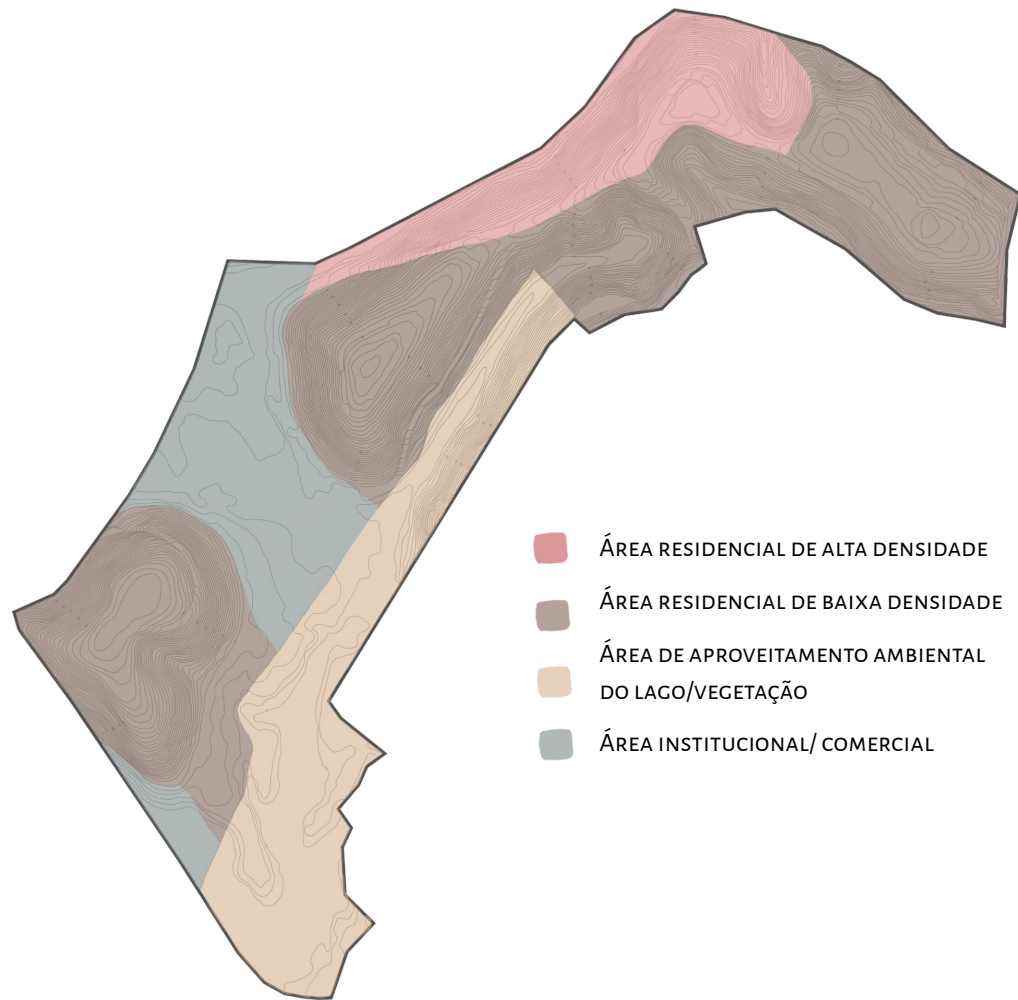 Área residencial de alta densidade
Área residencial de baixa densidade
Área de aproveitamento ambiental
do lago/vegetação
Área institucional/ comercial